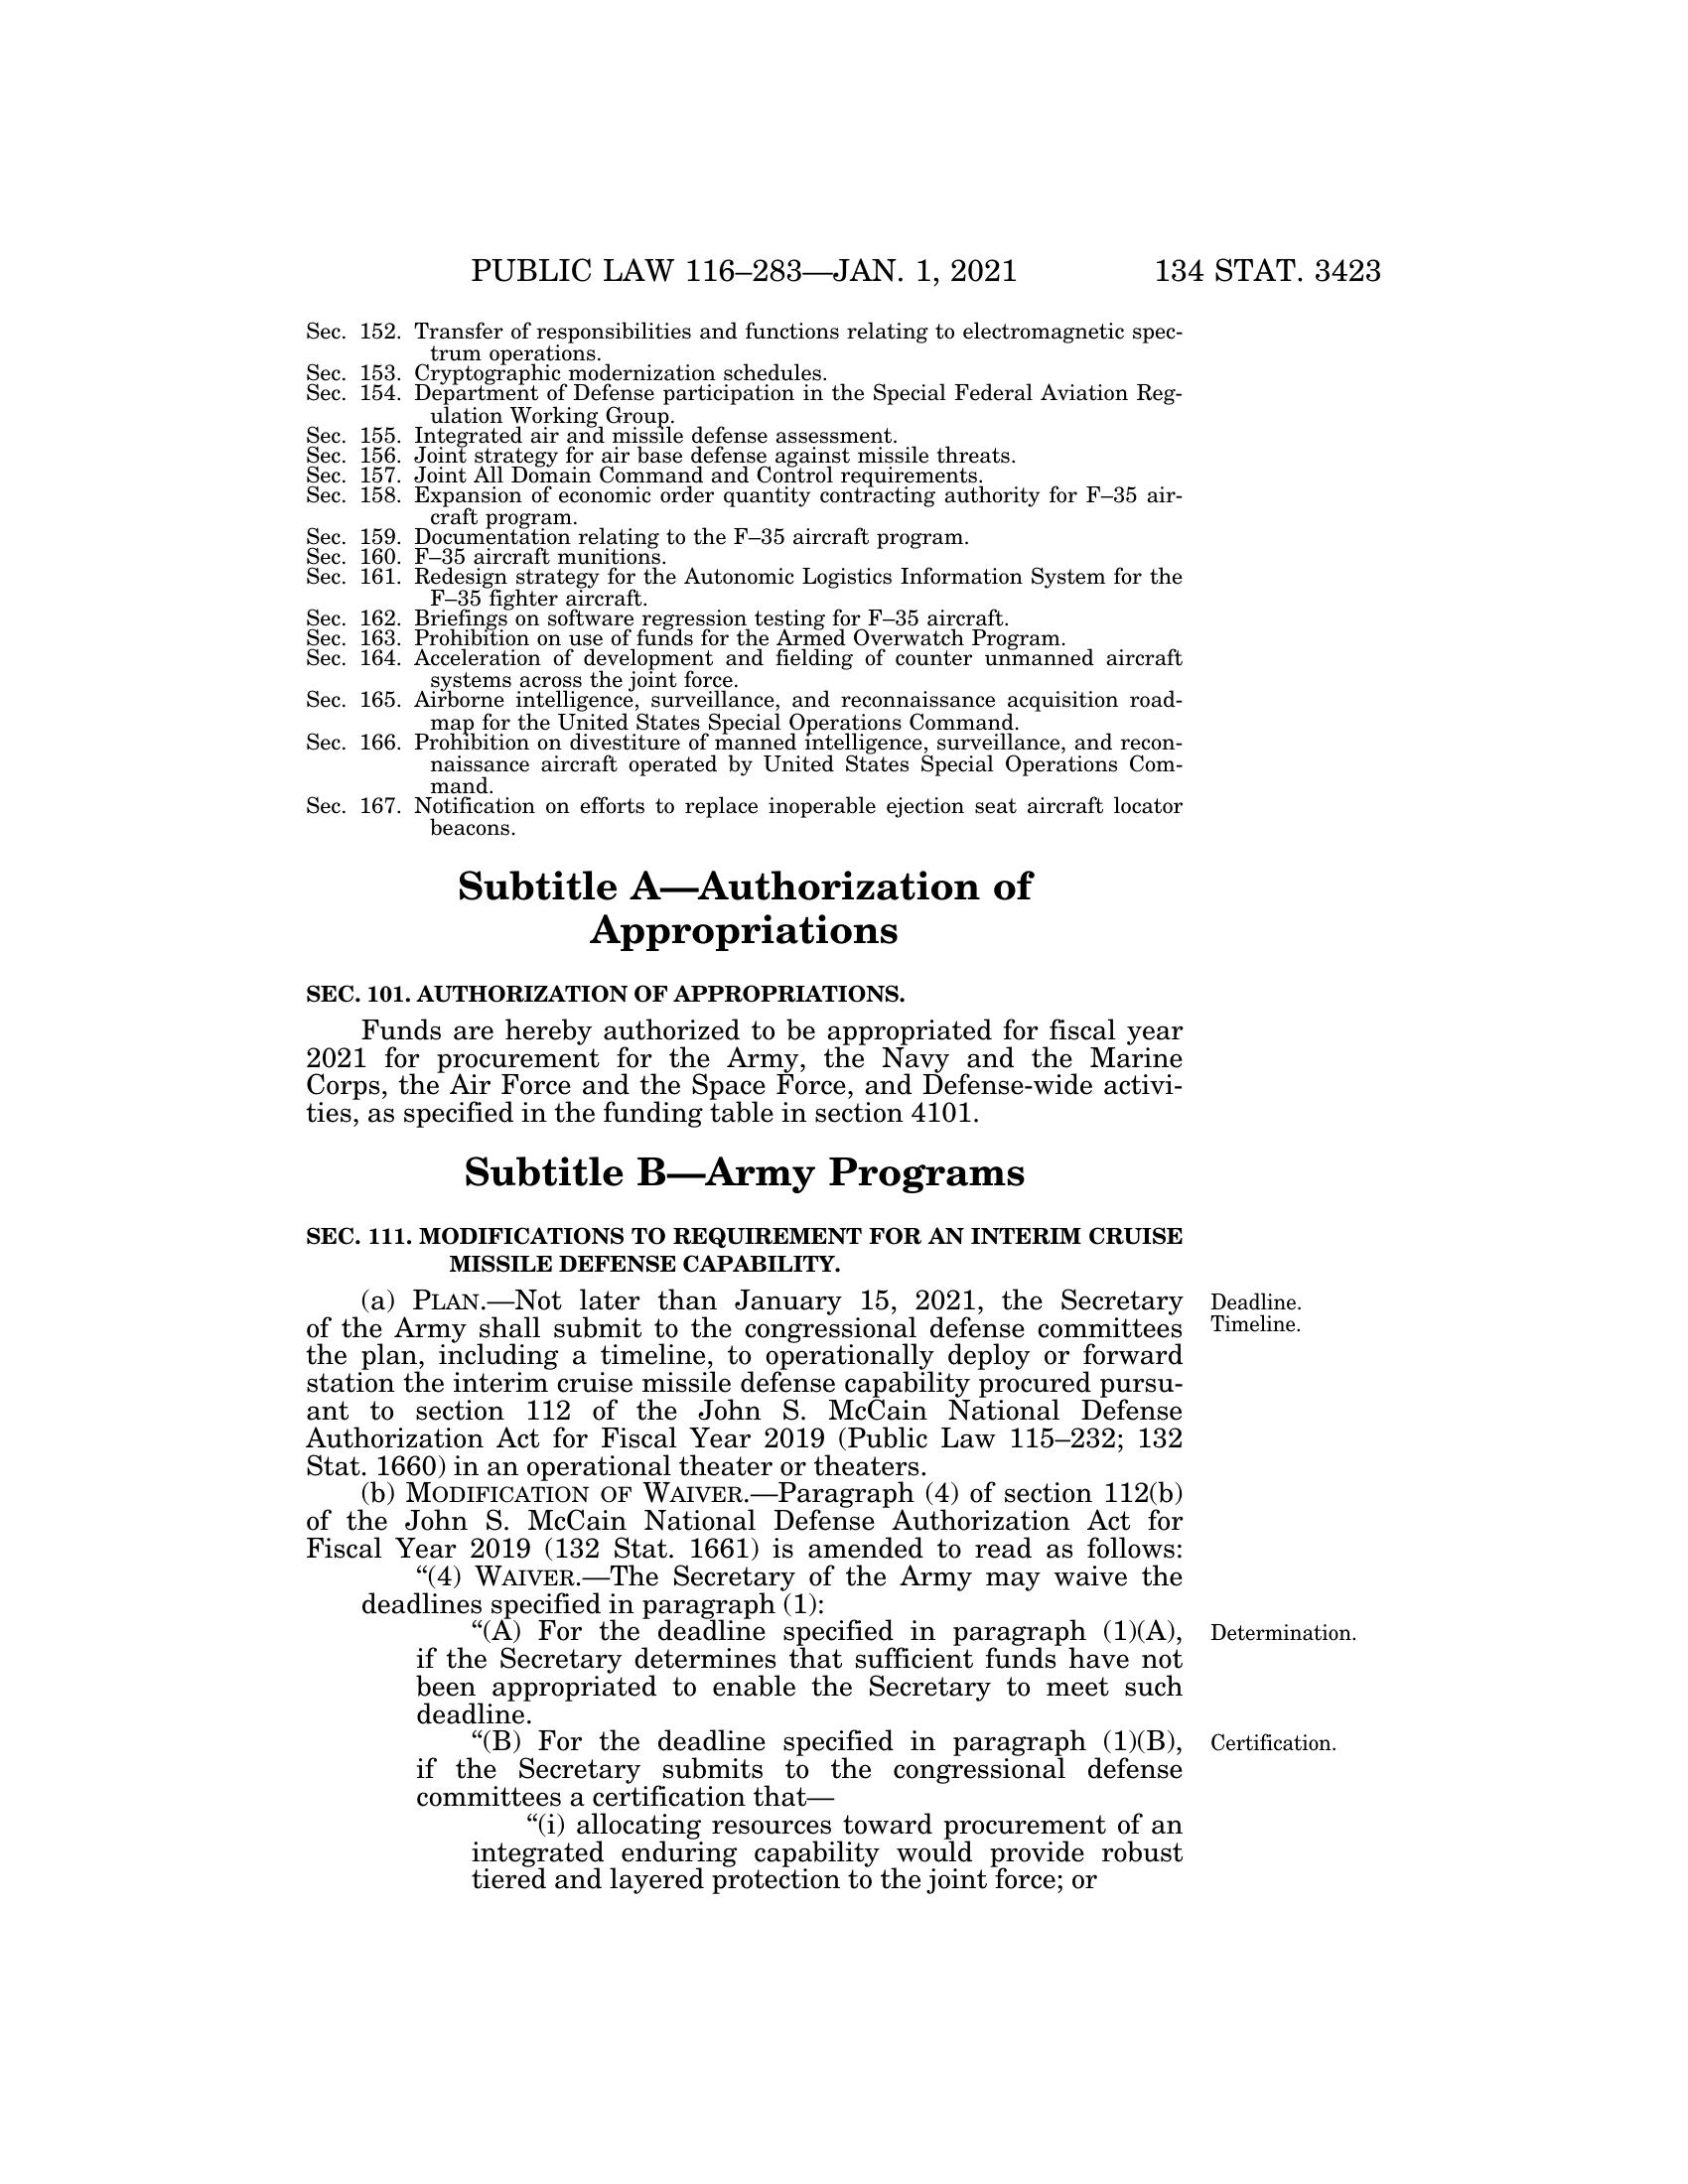 PUBLIC LAW 116–283—JAN. 1, 2021
134 STAT. 3423
Sec. 152. Transfer of responsibilities and functions relating to electromagnetic spec-
trum operations.
Sec. 153. Cryptographic modernization schedules.
Sec. 154. Department of Defense participation in the Special Federal Aviation Reg-
ulation Working Group.
Sec. 155. Integrated air and missile defense assessment.
Sec. 156. Joint strategy for air base defense against missile threats.
Sec. 157. Joint All Domain Command and Control requirements.
Sec. 158. Expansion of economic order quantity contracting authority for F–35 air-
craft program.
Sec. 159. Documentation relating to the F–35 aircraft program.
Sec. 160. F–35 aircraft munitions.
Sec. 161. Redesign strategy for the Autonomic Logistics Information System for the
F–35 fighter aircraft.
Sec. 162. Briefings on software regression testing for F–35 aircraft.
Sec. 163. Prohibition on use of funds for the Armed Overwatch Program.
Sec. 164. Acceleration of development and fielding of counter unmanned aircraft
systems across the joint force.
Sec. 165. Airborne intelligence, surveillance, and reconnaissance acquisition road-
map for the United States Special Operations Command.
Sec. 166. Prohibition on divestiture of manned intelligence, surveillance, and recon-
naissance aircraft operated by United States Special Operations Com-
mand.
Sec. 167. Notification on efforts to replace inoperable ejection seat aircraft locator
beacons.
Subtitle A—Authorization of
Appropriations
SEC. 101. AUTHORIZATION OF APPROPRIATIONS.
Funds are hereby authorized to be appropriated for fiscal year
2021 for procurement for the Army, the Navy and the Marine
Corps, the Air Force and the Space Force, and Defense-wide activi-
ties, as specified in the funding table in section 4101.
Subtitle B—Army Programs
SEC. 111. MODIFICATIONS TO REQUIREMENT FOR AN INTERIM CRUISE
MISSILE DEFENSE CAPABILITY.
(a) PLAN.—Not later than January 15, 2021, the Secretary
of the Army shall submit to the congressional defense committees
the plan, including a timeline, to operationally deploy or forward
station the interim cruise missile defense capability procured pursu-
ant to section 112 of the John S. McCain National Defense
Authorization Act for Fiscal Year 2019 (Public Law 115–232; 132
Stat. 1660) in an operational theater or theaters.
(b) MODIFICATION OF WAIVER.—Paragraph (4) of section 112(b)
of the John S. McCain National Defense Authorization Act for
Fiscal Year 2019 (132 Stat. 1661) is amended to read as follows:
“(4) WAIVER.—The Secretary of the Army may waive the
deadlines specified in paragraph (1):
“(A) For the deadline specified in paragraph (1)(A),
if the Secretary determines that sufficient funds have not
been appropriated to enable the Secretary to meet such
deadline.
“(B) For the deadline specified in paragraph (1)(B),
if the Secretary submits to the congressional defense
committees a certification that—
“(i) allocating resources toward procurement of an
integrated enduring capability would provide robust
tiered and layered protection to the joint force; or
Deadline.
Timeline.
Determination.
Certification.